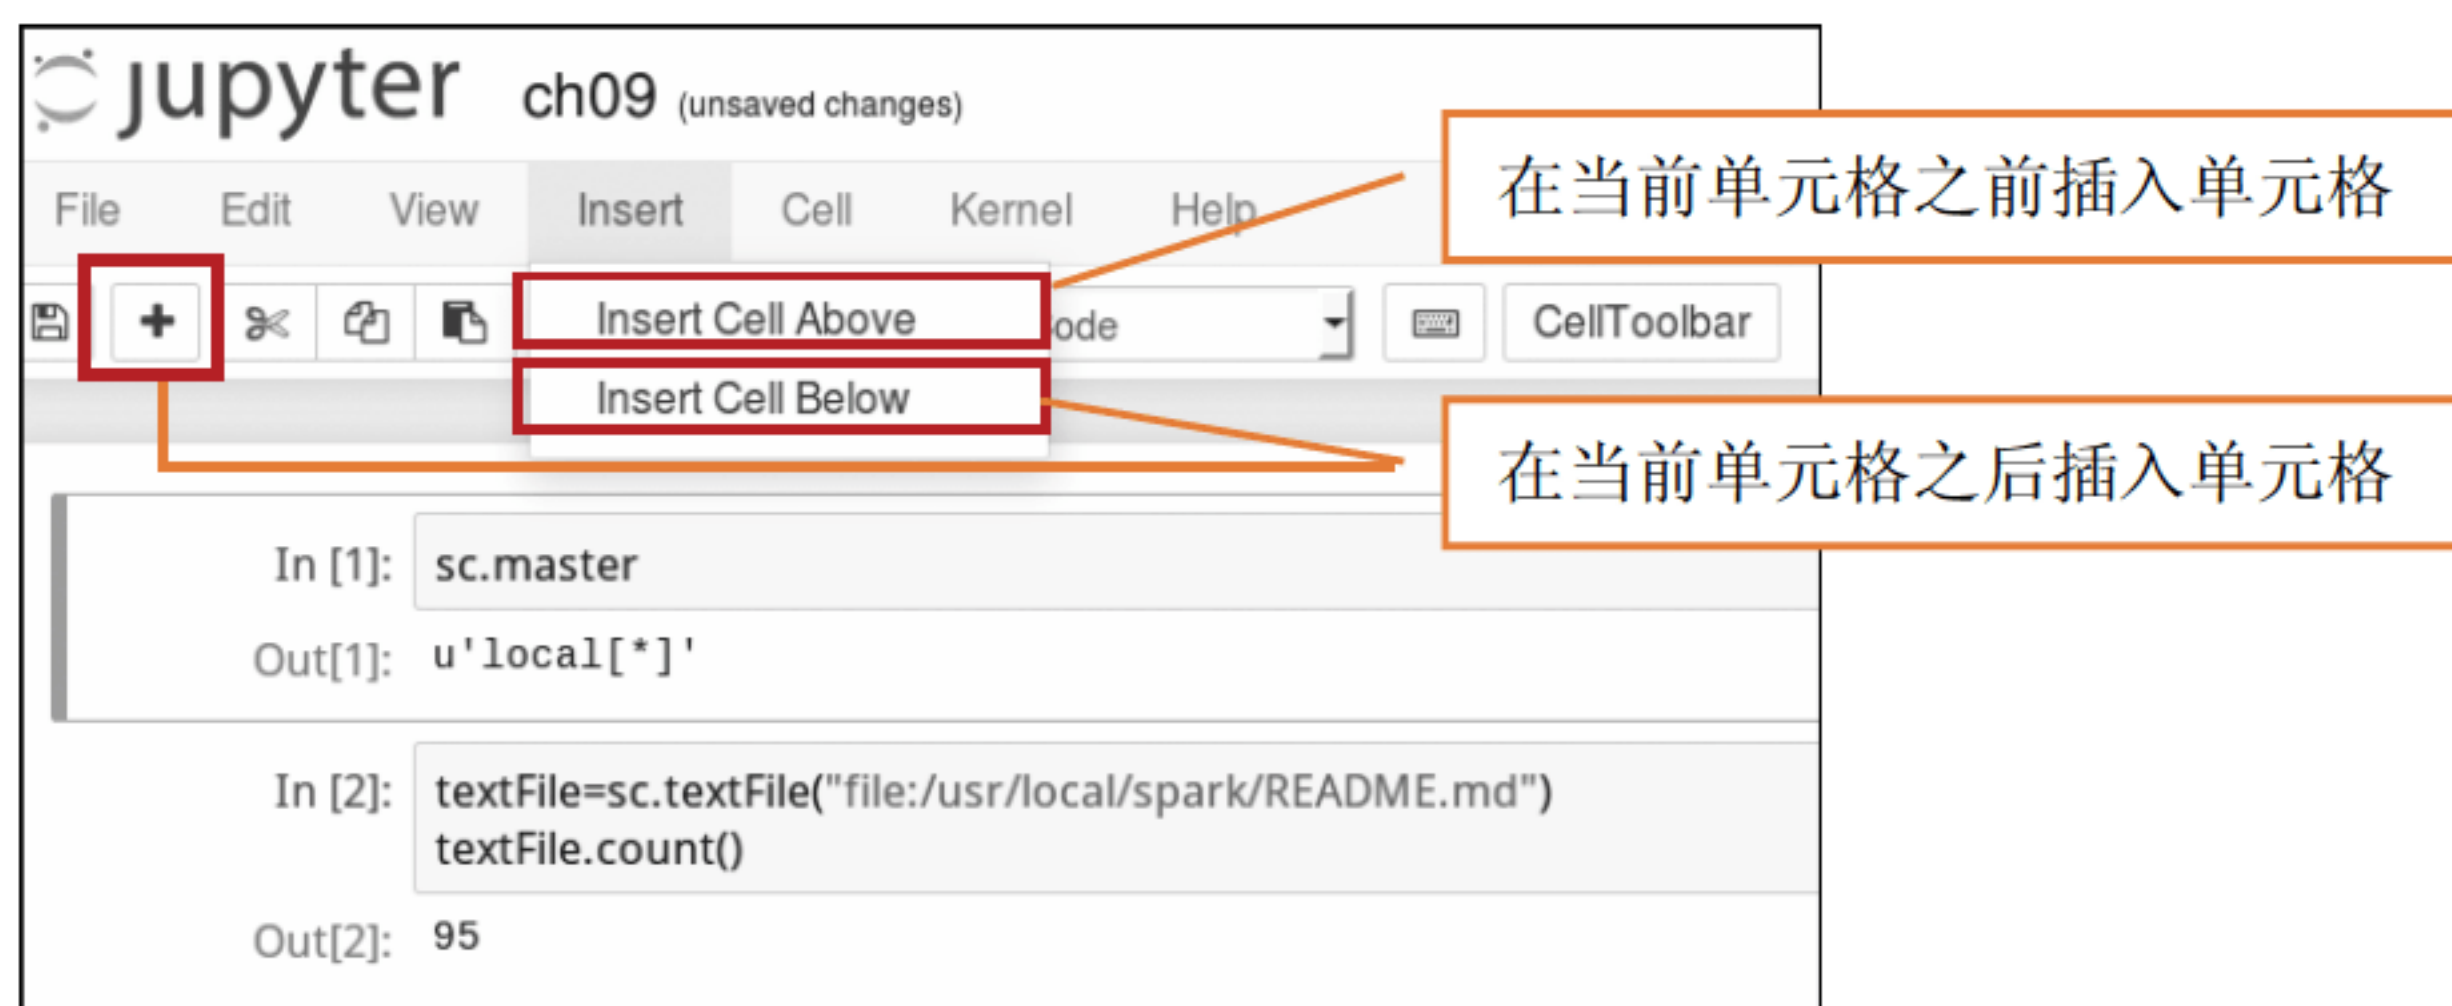 jupyter ch09 (unsaved changes)
在当前单元格之前插入单元格
File Edit View Insert Cell Kernel Help
Insert Cell Above
ode
CellToolbar
Insert Cell Below
在当前单元格之后插入单元格
In [1]: sc.master
Out[1]: u'local[*]'
In [2]: textFile=sc.textFile("file:/usr/local/spark/README.md")
textFile.count()
Out[2]: 95